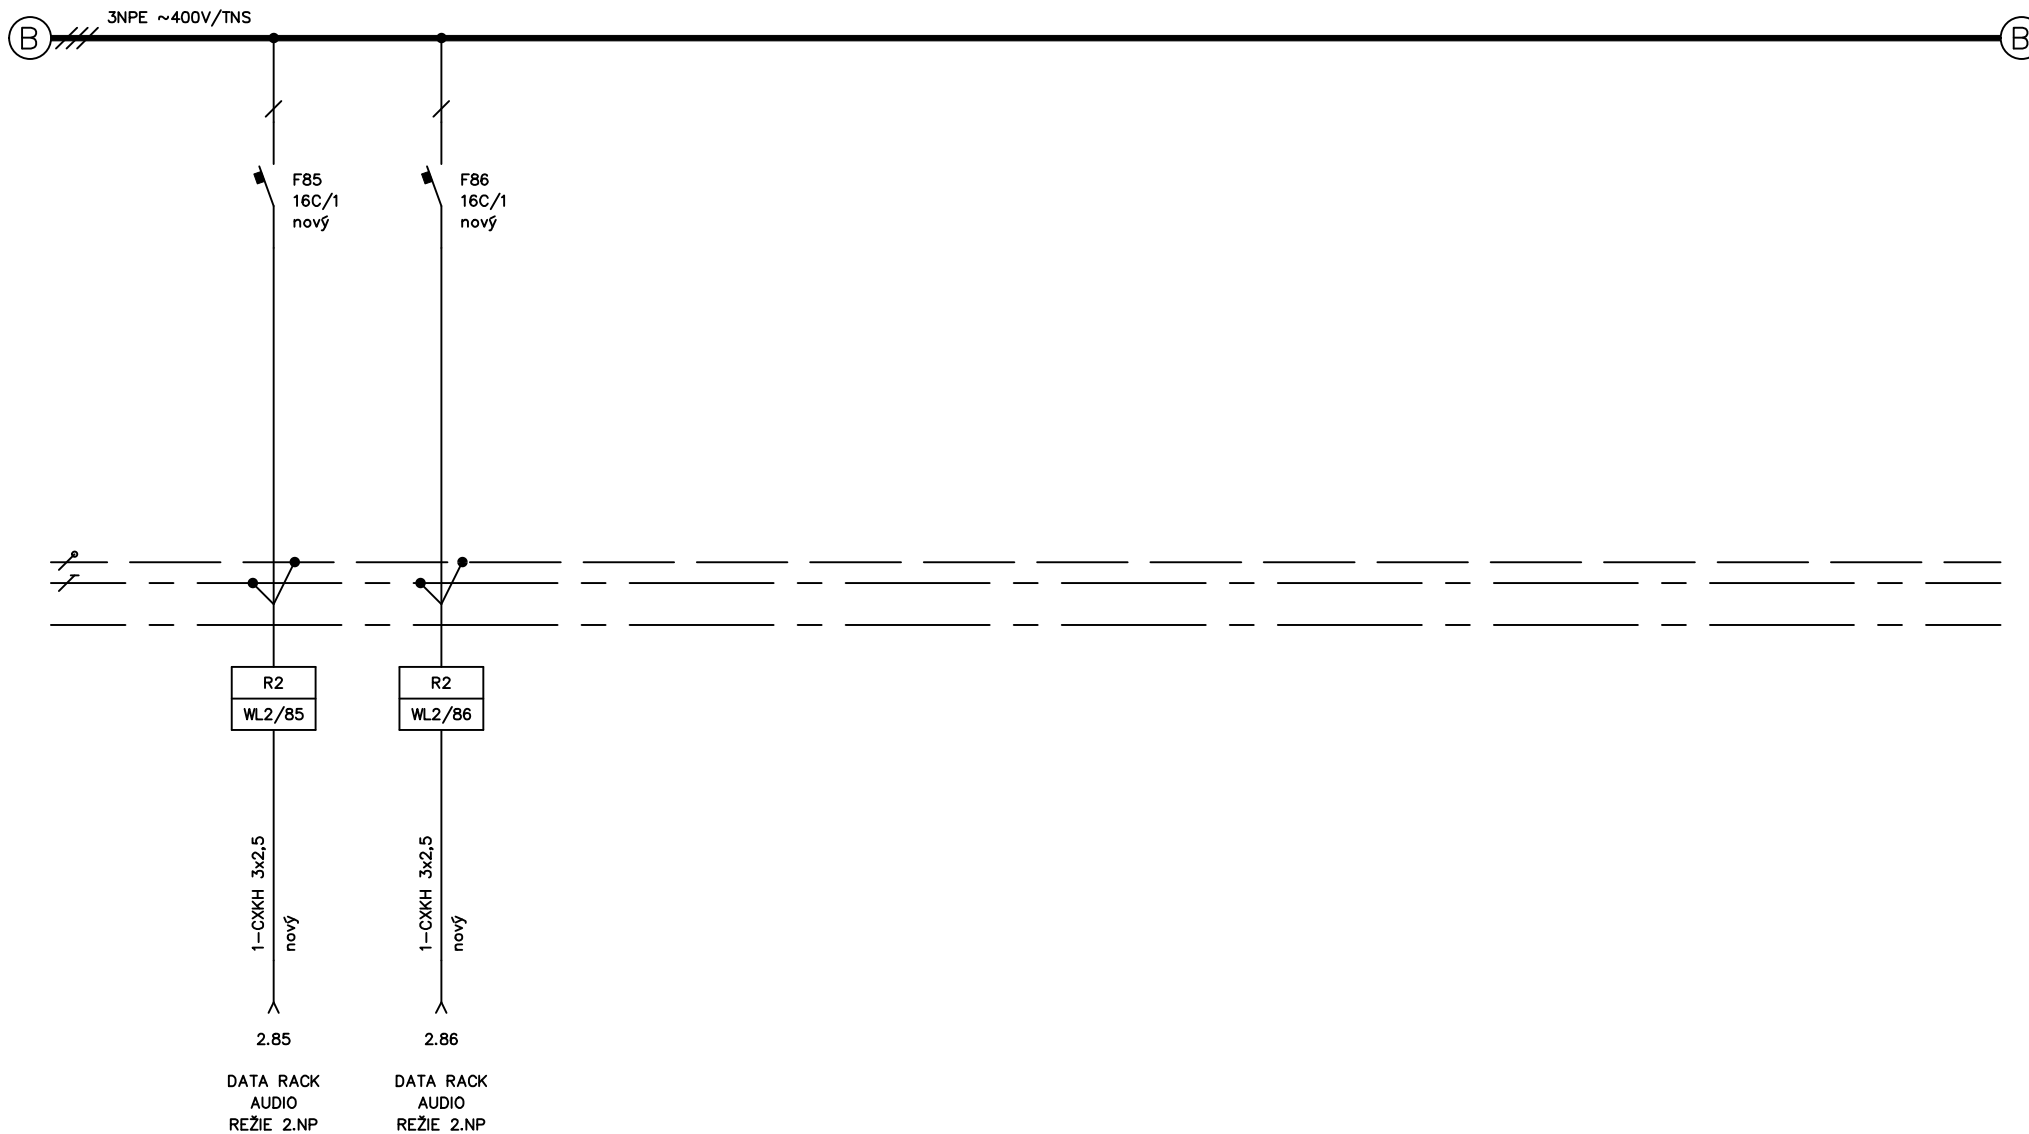 3NPE ~400V/TNS
B
B
F85
16C/1
nový
F86
16C/1
nový
R2
WL2/85
R2
WL2/86
1-CXKH 3x2,5
nový
1-CXKH 3x2,5
nový
2.85
DATA RACK
AUDIO
REŽIE 2.NP
2.86
DATA RACK
AUDIO
REŽIE 2.NP